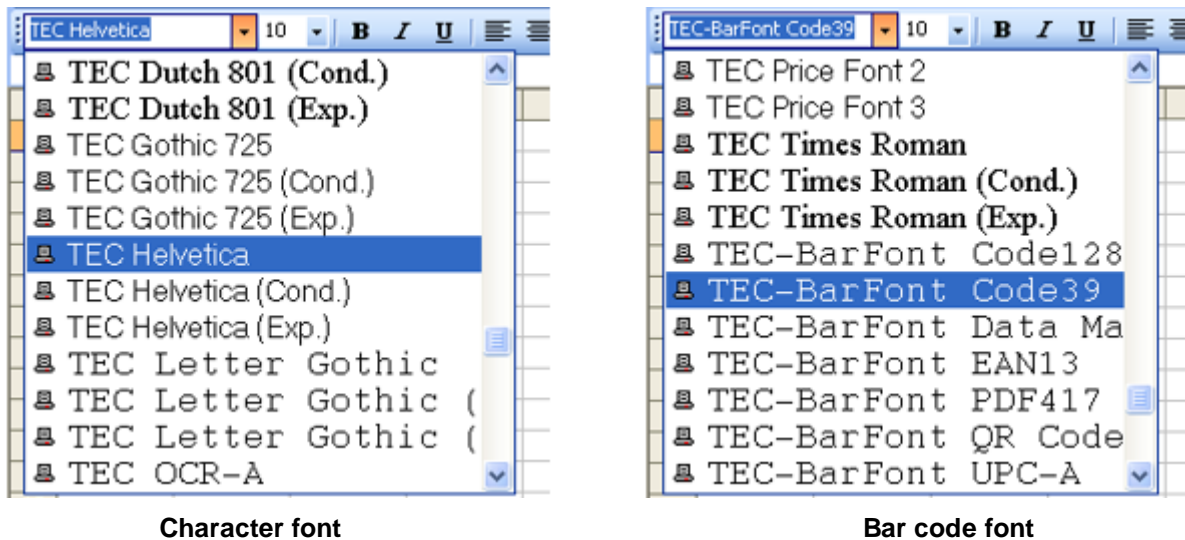 TEC Helvetica 10 B I U
TEC Dutch 801 (Cond.)
TEC Dutch 801 (Exp.)
TEC Gothic 725
TEC Gothic 725 (Cond.)
TEC Gothic 725 (Exp.)
TEC Helvetica
TEC Helvetica (Cond.)
TEC Helvetica (Exp.)
TEC Letter Gothic
TEC Letter Gothic (
TEC Letter Gothic (
TEC OCR-A
Character font
TEC-BarFont Code39 10 B I U
TEC Price Font 2
TEC Price Font 3
TEC Times Roman
TEC Times Roman (Cond.)
TEC Times Roman (Exp.)
TEC-BarFont Code128
TEC-BarFont Code39
TEC-BarFont Data Ma
TEC-BarFont EAN13
TEC-BarFont PDF417
TEC-BarFont QR Code
TEC-BarFont UPC-A
Bar code font